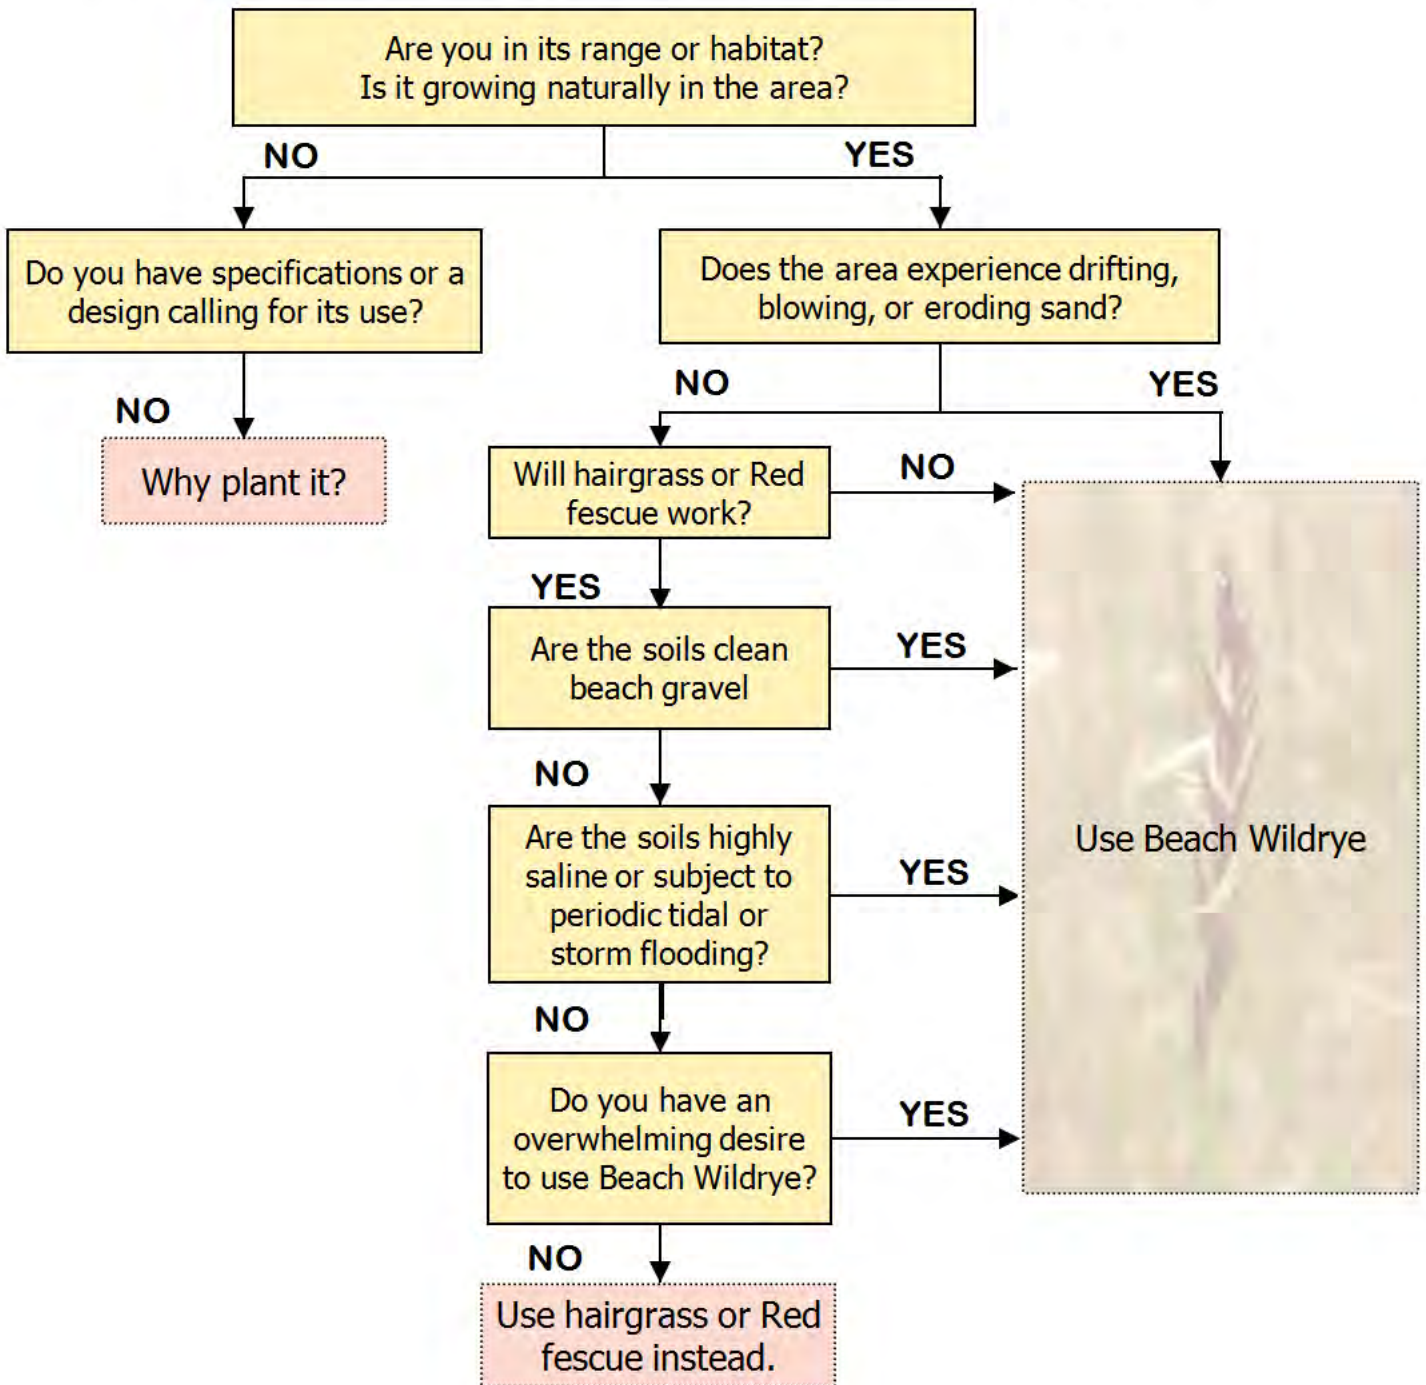 Are you in its range or habitat?
Is it growing naturally in the area?
NO
YES
Do you have specifications or a
design calling for its use?
Does the area experience drifting,
blowing, or eroding sand?
NO
Why plant it?
NO
YES
Will hairgrass or Red
fescue work?
NO
YES
Are the soils clean
beach gravel
YES
NO
Are the soils highly
saline or subject to
periodic tidal or
storm flooding?
YES
Use Beach Wildrye
NO
Do you have an
overwhelming desire
to use Beach Wildrye?
YES
NO
Use hairgrass or Red
fescue instead.